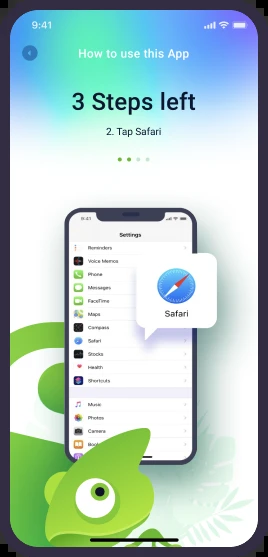 9:41
How to use this App
3 Steps left
2. Tap Safari
9:41
Settings
Reminders
Voice Memos
Phone
Messages
FaceTime
Maps
Compass
Safari
Safari
Stocks
Health
Shortcuts
Music
Photos
Camera